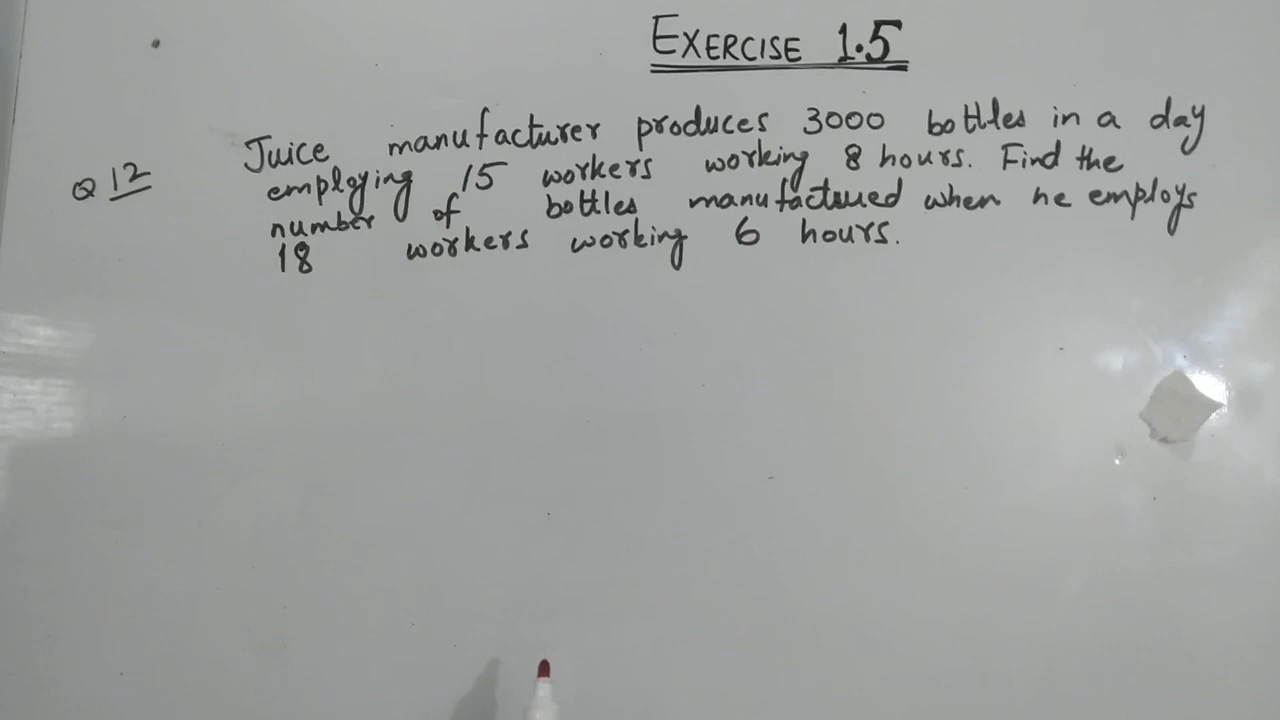 EXERCISE 1.5
Q 12 Juice manufacturer produces 3000 bottles in a day
employing 15 workers working 8 hours. Find the
number of bottles manufactured when he employs
18 workers working 6 hours.